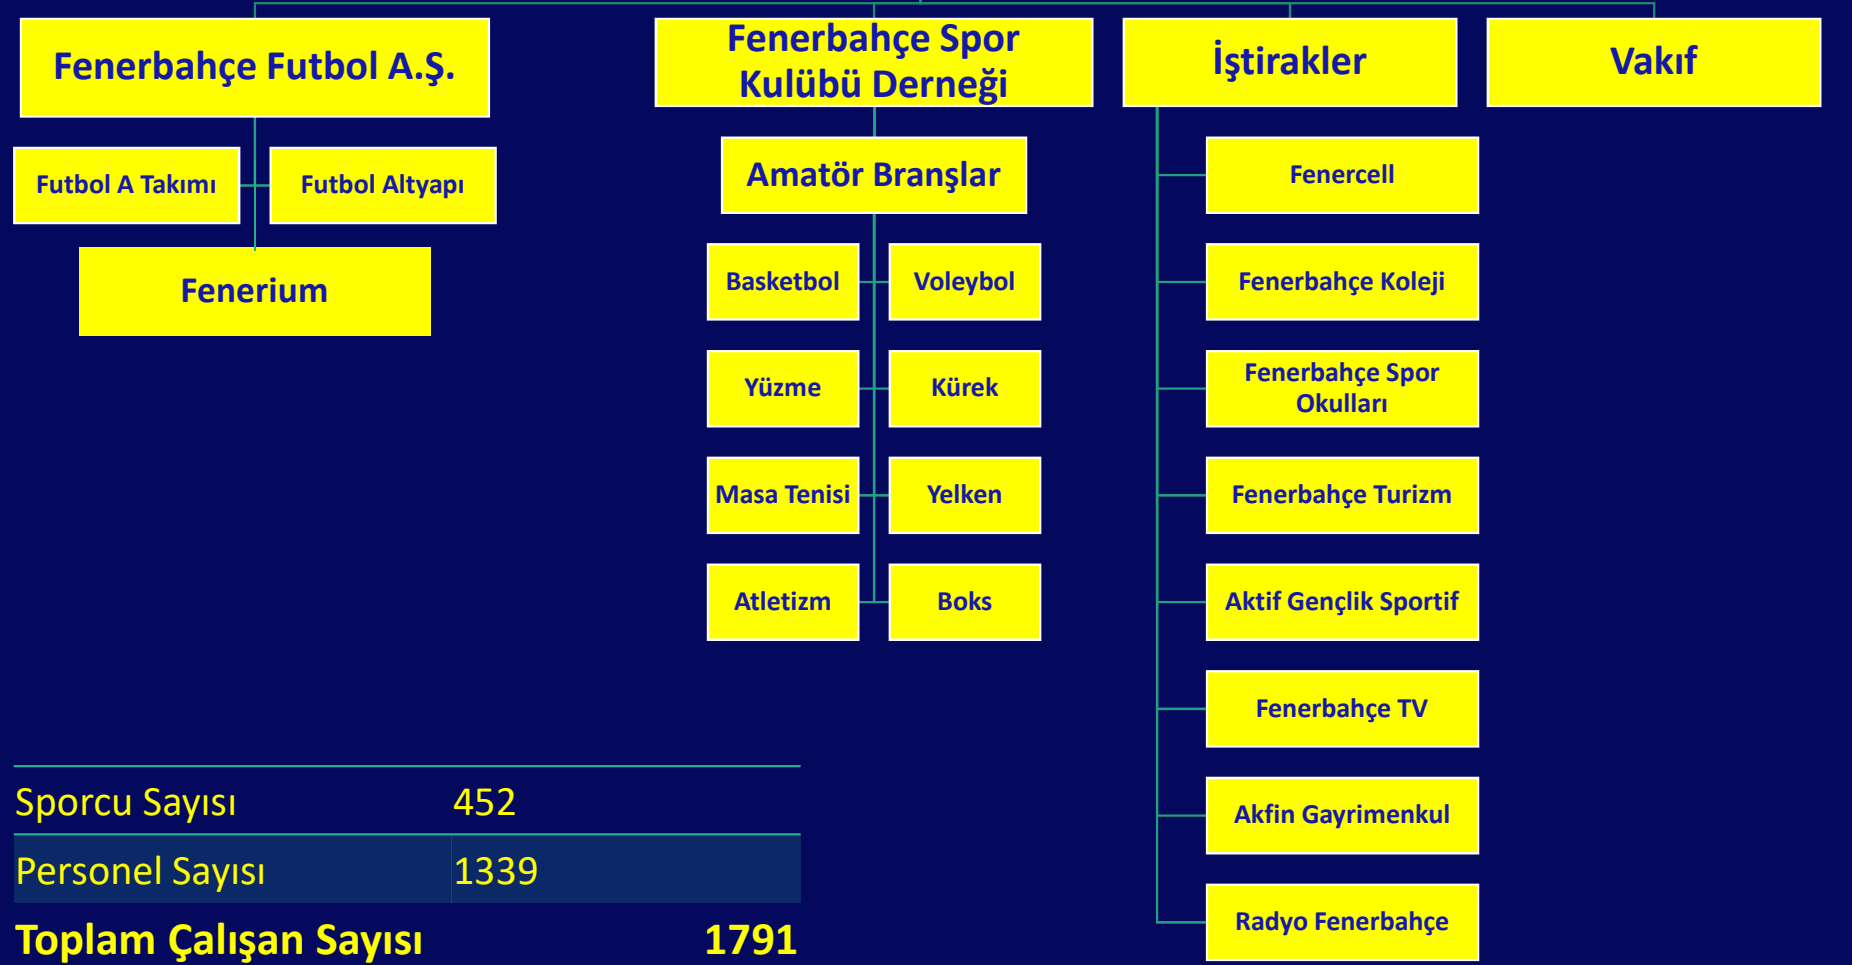 Fenerbahçe Futbol A.Ş.
Futbol A Takımı
Futbol Altyapı
Fenerium
Fenerbahçe Spor
Kulübü Derneği
Amatör Branşlar
Basketbol
Voleybol
Yüzme
Kürek
Masa Tenisi
Yelken
Atletizm
Boks
İştirakler
Fenercell
Fenerbahçe Koleji
Fenerbahçe Spor
Okulları
Fenerbahçe Turizm
Aktif Gençlik Sportif
Fenerbahçe TV
Akfin Gayrimenkul
Radyo Fenerbahçe
Vakıf
Sporcu Sayısı 452
Personel Sayısı 1339
Toplam Çalışan Sayısı 1791